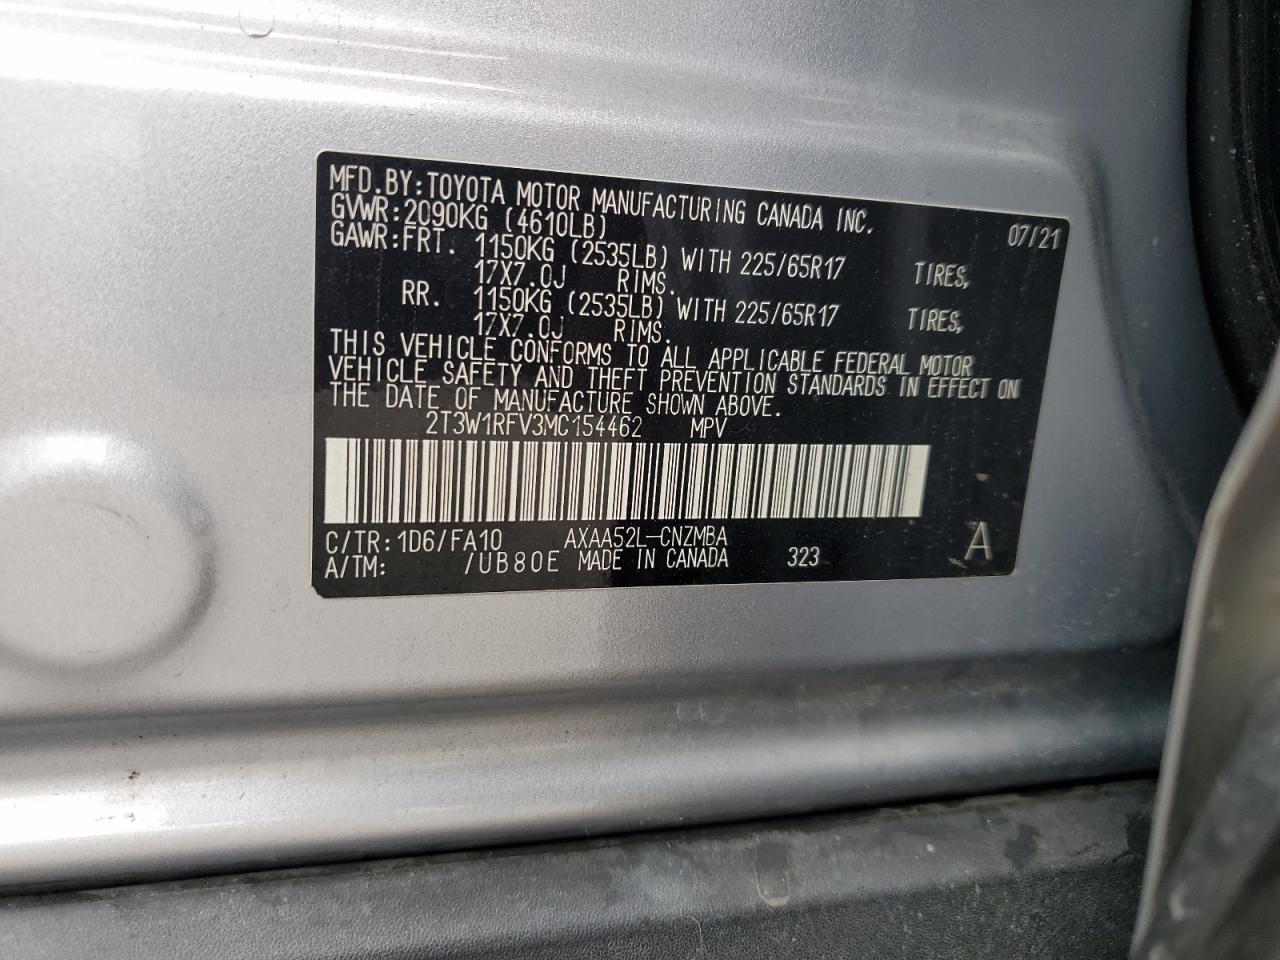 MFD.BY:TOYOTA MOTOR MANUFACTURING CANADA INC.
GVWR:2090KG (4610LB) 07/21
GAWR:FRT. 1150KG (2535LB) WITH 225/65R17 TIRES,
17X7.0J RIMS.
RR. 1150KG (2535LB) WITH 225/65R17 TIRES,
17X7.0J RIMS.
THIS VEHICLE CONFORMS TO ALL APPLICABLE FEDERAL MOTOR
VEHICLE SAFETY AND THEFT PREVENTION STANDARDS IN EFFECT ON
THE DATE OF MANUFACTURE SHOWN ABOVE.
2T3W1RFV3MC154462 MPV
C/TR:1D6/FA10 AXAA52L-CNZMBA A
A/TM: /UB80E MADE IN CANADA 323